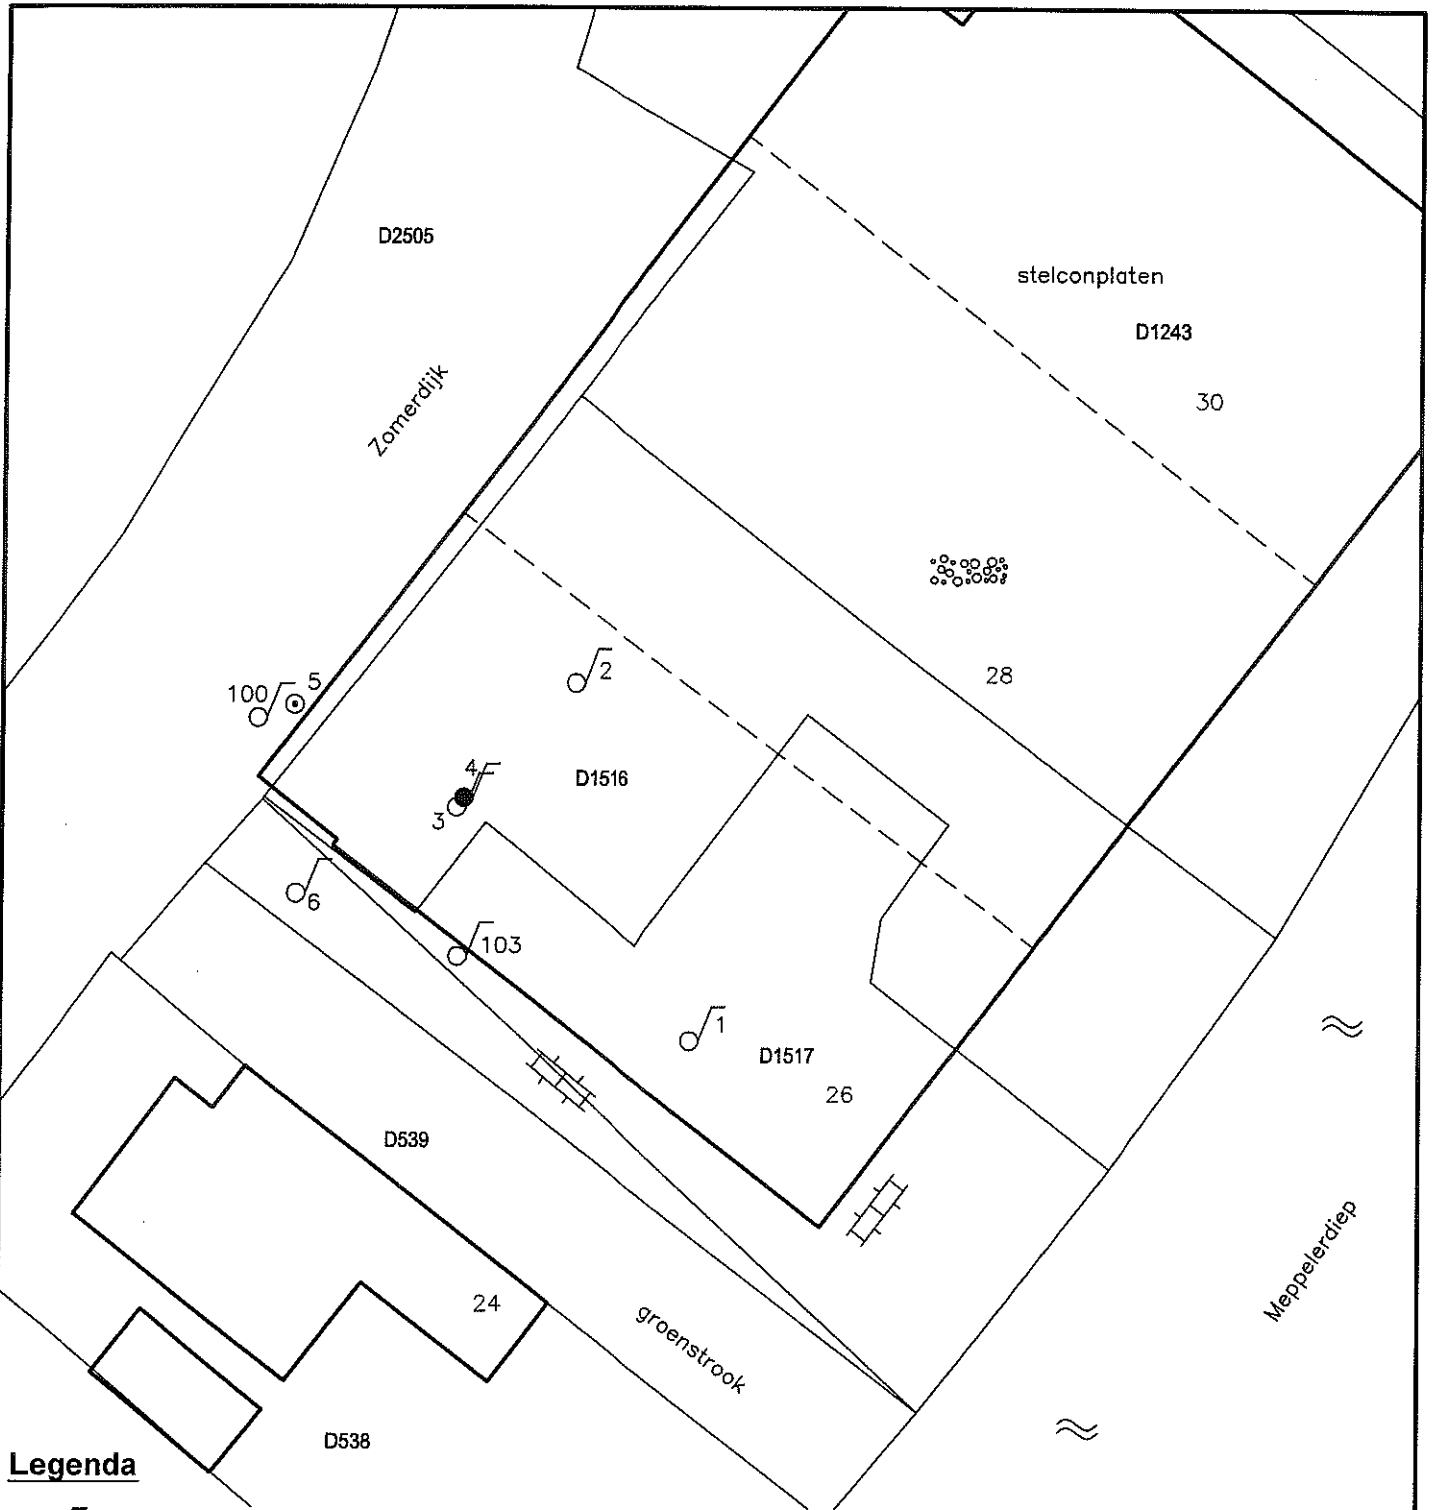 D2505
stelconplaten
D1243
Zomerdijk
30
28
2
5
100
4
D1516
3
6
103
1
D1517
26
D539
Meppelerdiep
24
groenstrook
D538
Legenda